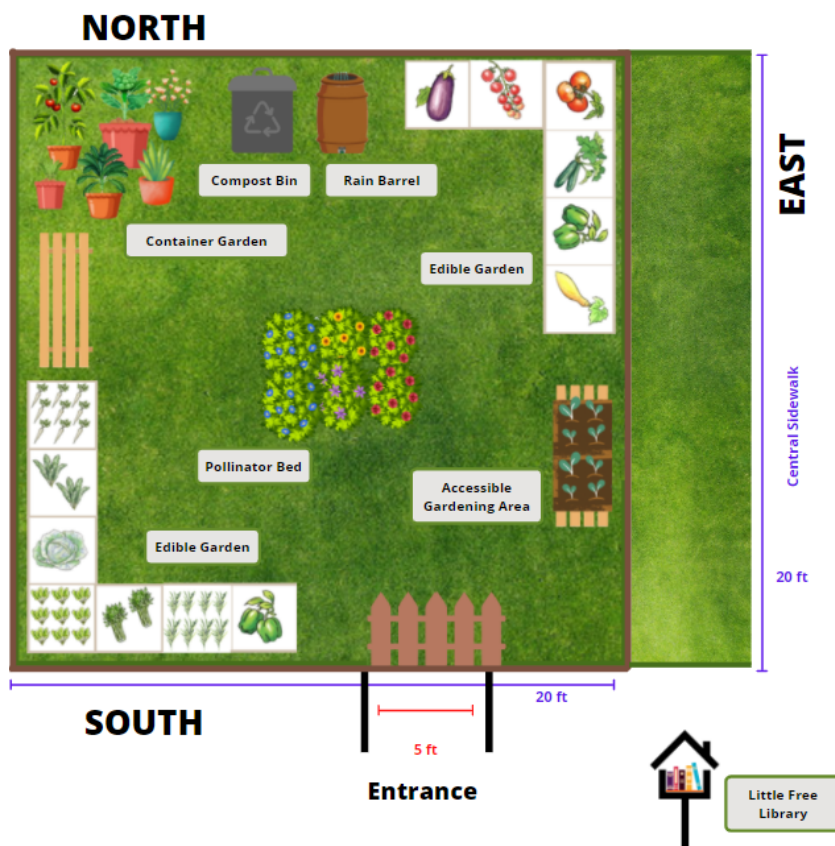 NORTH
Compost Bin
Rain Barrel
EAST
Container Garden
Edible Garden
Central Sidewalk
Pollinator Bed
Accessible
Gardening Area
Edible Garden
20 ft
20 ft
SOUTH
5 ft
Entrance
Little Free
Library